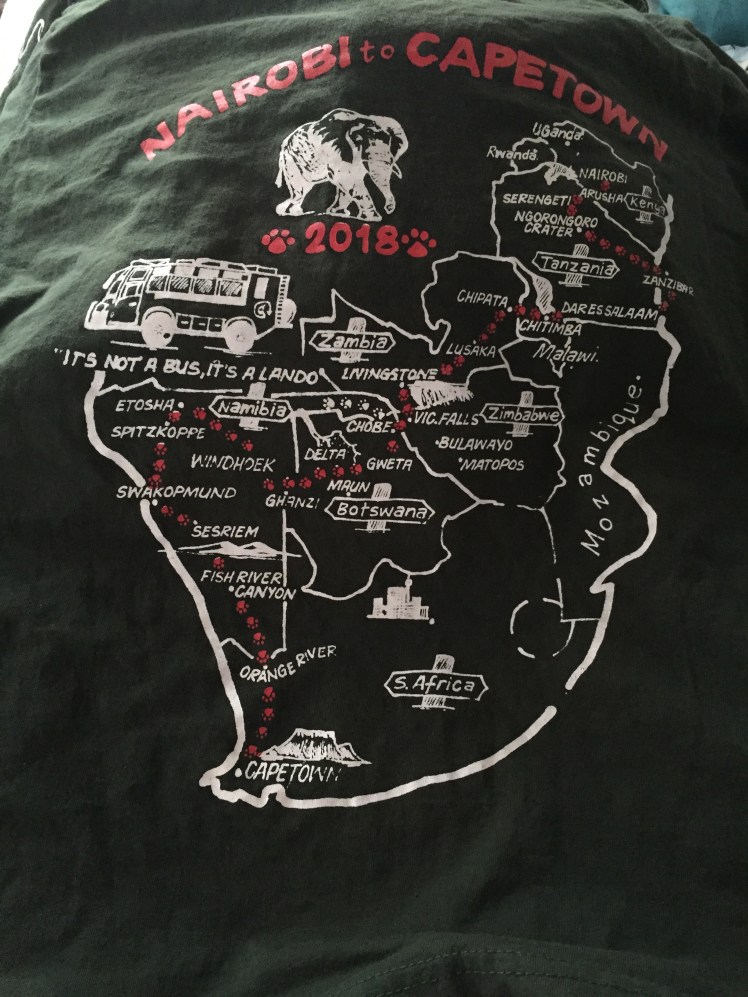 NAIROBI to CAPETOWN
2018
Uganda
Rwanda
NAIROBI
SERENGETI
ARUSHA
Kenya
NGORONGORO
CRATER
Tanzania
ZANZIBAR
CHIPATA
DARESSALAAM
CHITIMBA
Zambia
LUSAKA
Malawi.
"IT'S NOT A BUS, IT'S A LANDO"
LIVINGSTONE
ETOSHA
Namibia
CHOBE
VIC.FALLS
Zimbabwe
SPITZKOPPE
BULAWAYO
WINDHOEK
DELTA
GWETA
MATOPOS
Mozambique
SWAKOPMUND
GHANZI
MAUN
Botswana
SESRIEM
FISH RIVER
CANYON
ORANGE RIVER
S. Africa
CAPETOWN